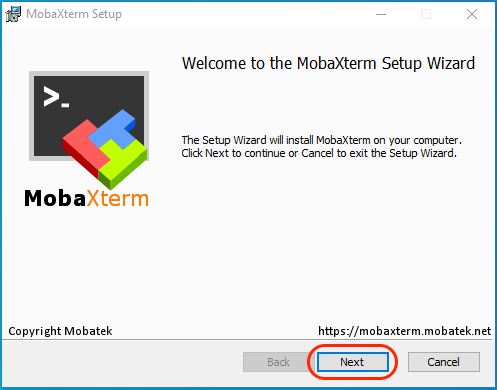 MobaXterm Setup
Welcome to the MobaXterm Setup Wizard
>_
The Setup Wizard will install MobaXterm on your computer.
Click Next to continue or Cancel to exit the Setup Wizard.
MobaXterm
Copyright Mobatek
https://mobaxterm.mobatek.net
Back
Next
Cancel